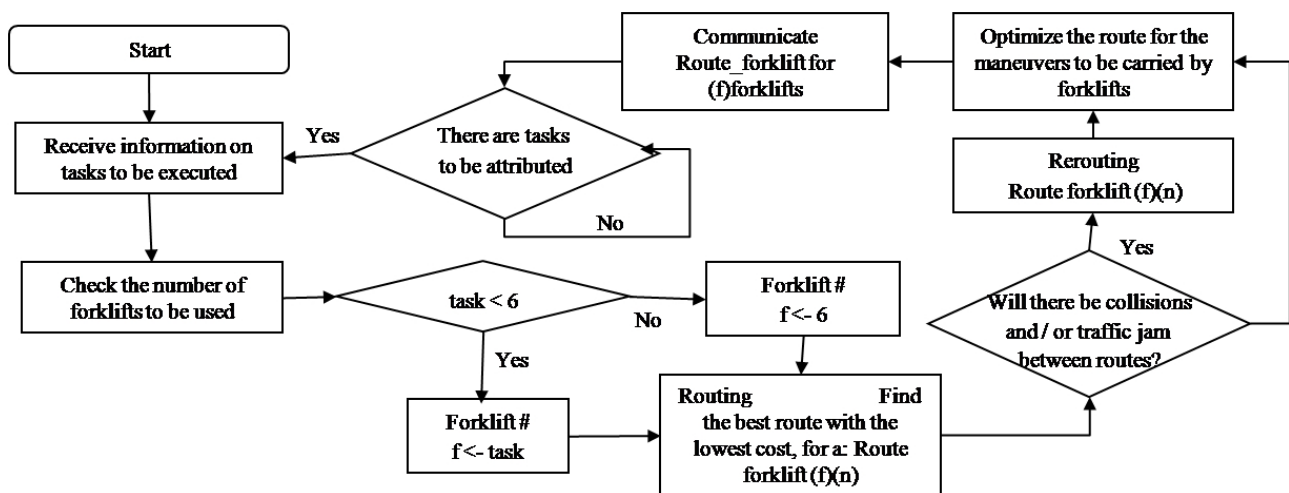 Start
Receive information on
tasks to be executed
Check the number of
forklifts to be used
Yes
There are tasks
to be attributed
No
Communicate
Route_forklift for
(f)forklifts
Optimize the route for the
maneuvers to be carried by
forklifts
Rerouting
Route forklift (f)(n)
Yes
Will there be collisions
and / or traffic jam
between routes?
task < 6
No
Yes
Forklift #
f <- 6
Forklift #
f <- task
Routing Find
the best route with the
lowest cost, for a: Route
forklift (f)(n)